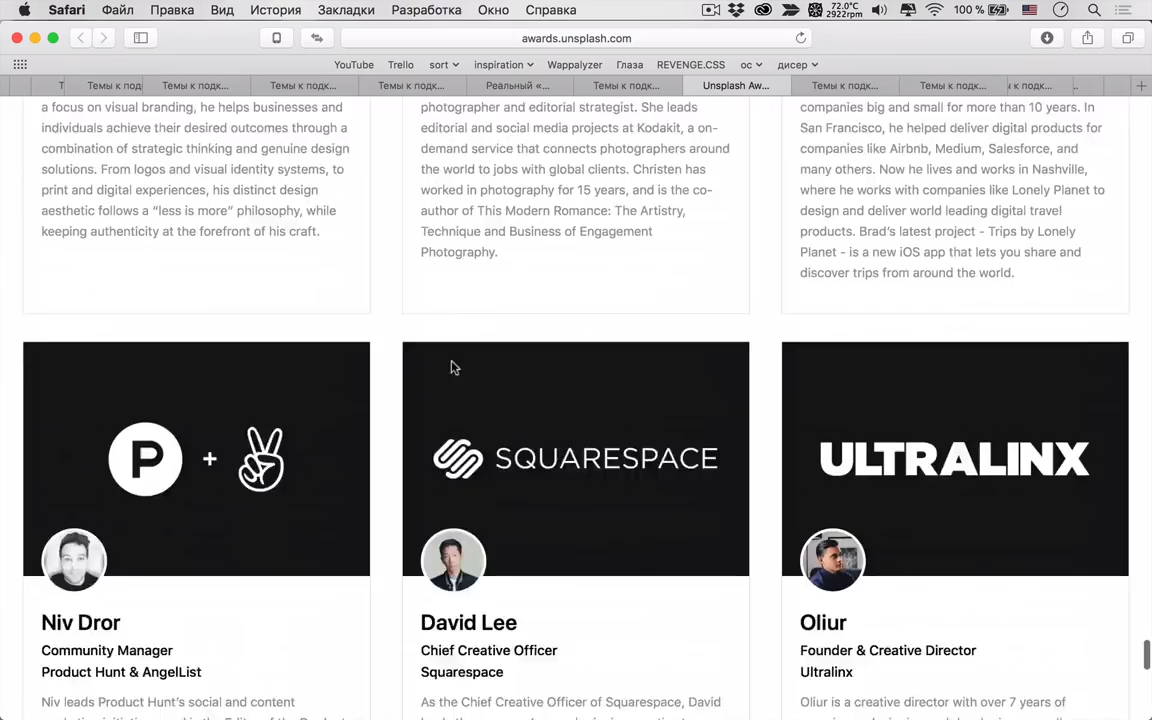 Safari Файл Правка Вид История Закладки Разработка Окно Справка 72.0°C 2922rpm 100 %
awards.unsplash.com
YouTube Trello sort inspiration Wappalyzer Глаза REVENGE.CSS ос дисер
Темы к под Темы к подк... Темы к подк... Темы к подк... Реальный «... Темы к подк... Unsplash Aw... Темы к подк... Темы к подк... к подк...
a focus on visual branding, he helps businesses and
individuals achieve their desired outcomes through a
combination of strategic thinking and genuine design
solutions. From logos and visual identity systems, to
print and digital experiences, his distinct design
aesthetic follows a “less is more” philosophy, while
keeping authenticity at the forefront of his craft.
photographer and editorial strategist. She leads
editorial and social media projects at Kodakit, a on-
demand service that connects photographers around
the world to jobs with global clients. Christen has
worked in photography for 15 years, and is the co-
author of This Modern Romance: The Artistry,
Technique and Business of Engagement
Photography.
companies big and small for more than 10 years. In
San Francisco, he helped deliver digital products for
companies like Airbnb, Medium, Salesforce, and
many others. Now he lives and works in Nashville,
where he works with companies like Lonely Planet to
design and deliver world leading digital travel
products. Brad’s latest project - Trips by Lonely
Planet - is a new iOS app that lets you share and
discover trips from around the world.
P +
Niv Dror
Community Manager
Product Hunt & AngelList
Niv leads Product Hunt’s social and content
SQUARESPACE
David Lee
Chief Creative Officer
Squarespace
As the Chief Creative Officer of Squarespace, David
ULTRALINX
Oliur
Founder & Creative Director
Ultralinx
Oliur is a creative director with over 7 years of